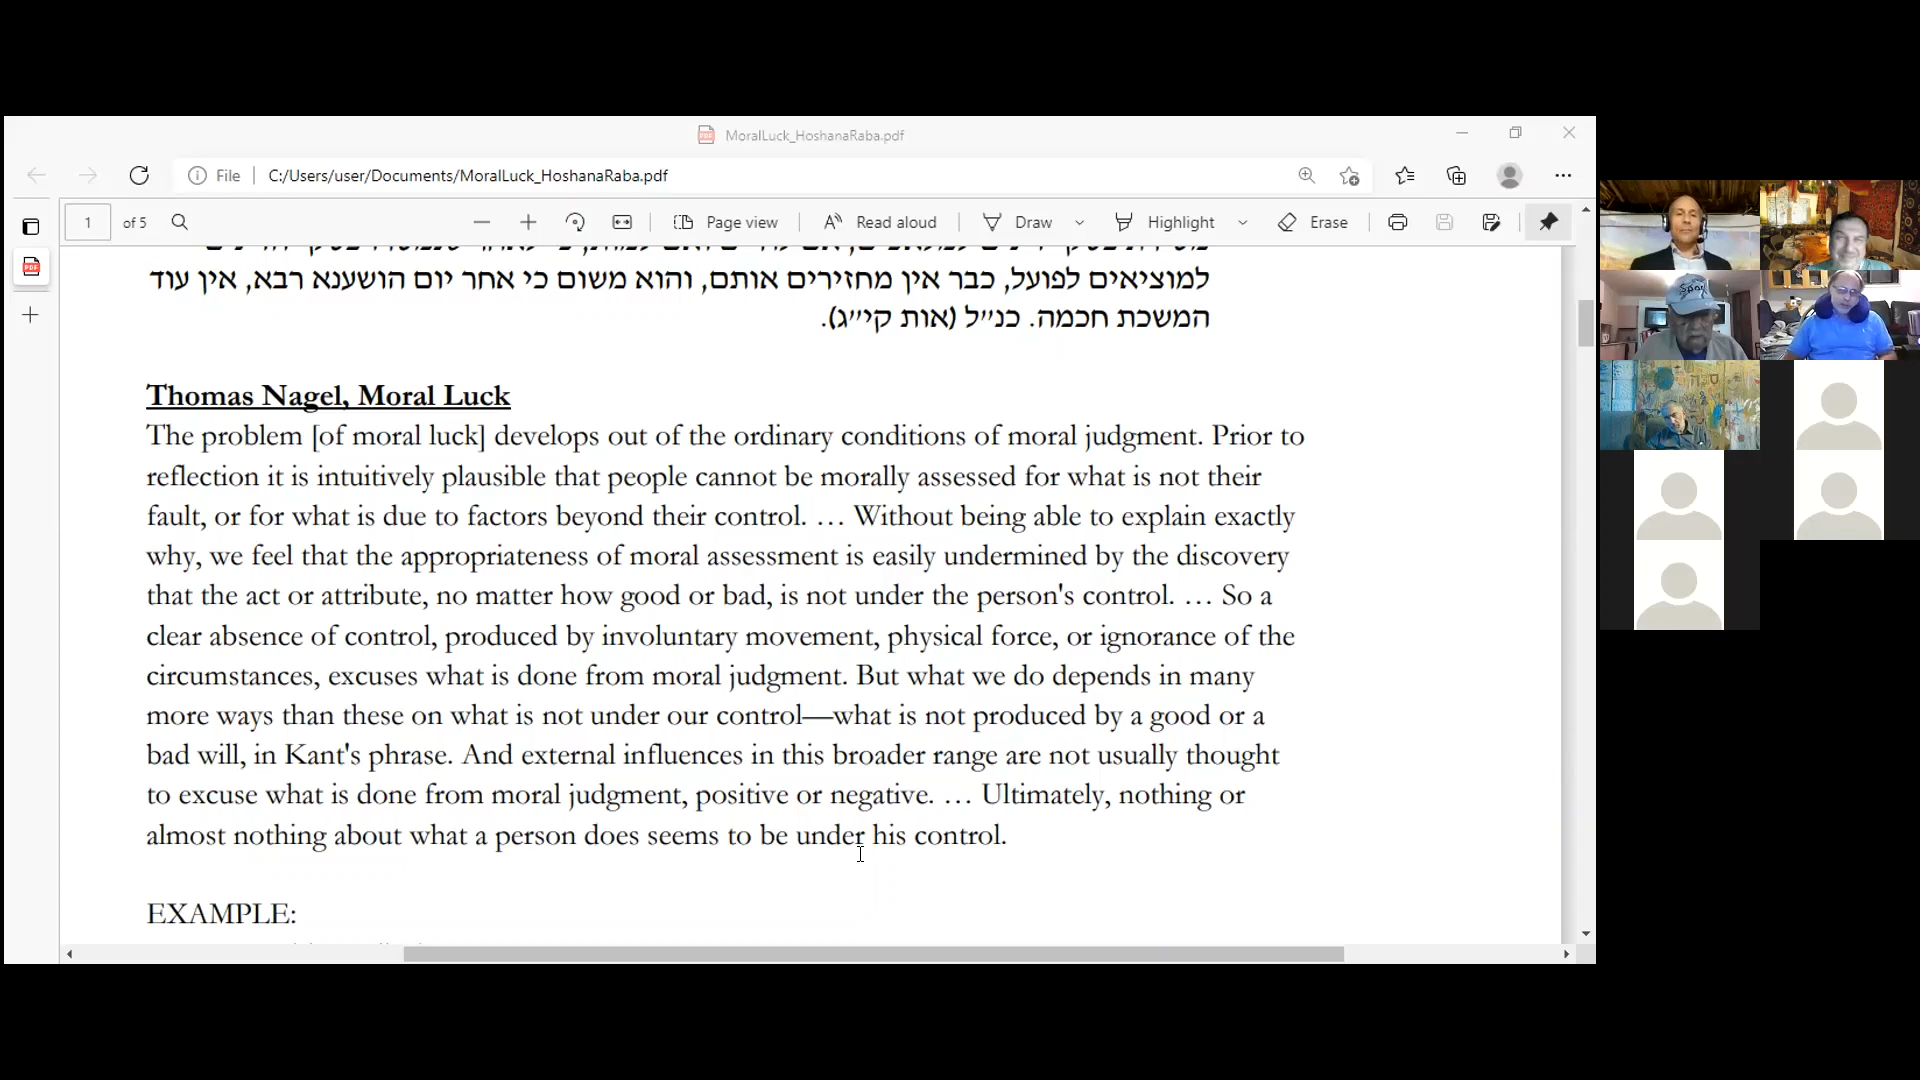 MoralLuck_HoshanaRaba.pdf
File C:/Users/user/Documents/MoralLuck_HoshanaRaba.pdf
1 of 5 Page view Read aloud Draw Highlight Erase
למוציאים לפועל, כבר אין מחזירים אותם, והוא משום כי אחר יום הושענא רבא, אין עוד
המשכת חכמה. כנ״ל (אות קי״ג).
Thomas Nagel, Moral Luck
The problem [of moral luck] develops out of the ordinary conditions of moral judgment. Prior to
reflection it is intuitively plausible that people cannot be morally assessed for what is not their
fault, or for what is due to factors beyond their control. … Without being able to explain exactly
why, we feel that the appropriateness of moral assessment is easily undermined by the discovery
that the act or attribute, no matter how good or bad, is not under the person's control. … So a
clear absence of control, produced by involuntary movement, physical force, or ignorance of the
circumstances, excuses what is done from moral judgment. But what we do depends in many
more ways than these on what is not under our control—what is not produced by a good or a
bad will, in Kant's phrase. And external influences in this broader range are not usually thought
to excuse what is done from moral judgment, positive or negative. … Ultimately, nothing or
almost nothing about what a person does seems to be under his control.
EXAMPLE: